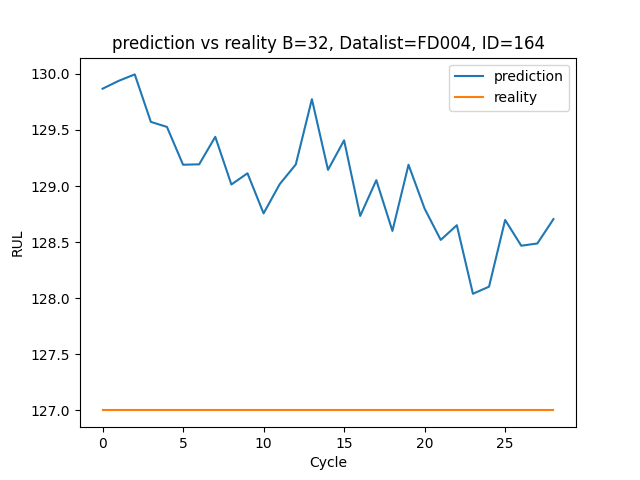 prediction vs reality B=32, Datalist=FD004, ID=164
prediction
reality
130.0
129.5
129.0
128.5
128.0
127.5
127.0
RUL
0 5 10 15 20 25
Cycle